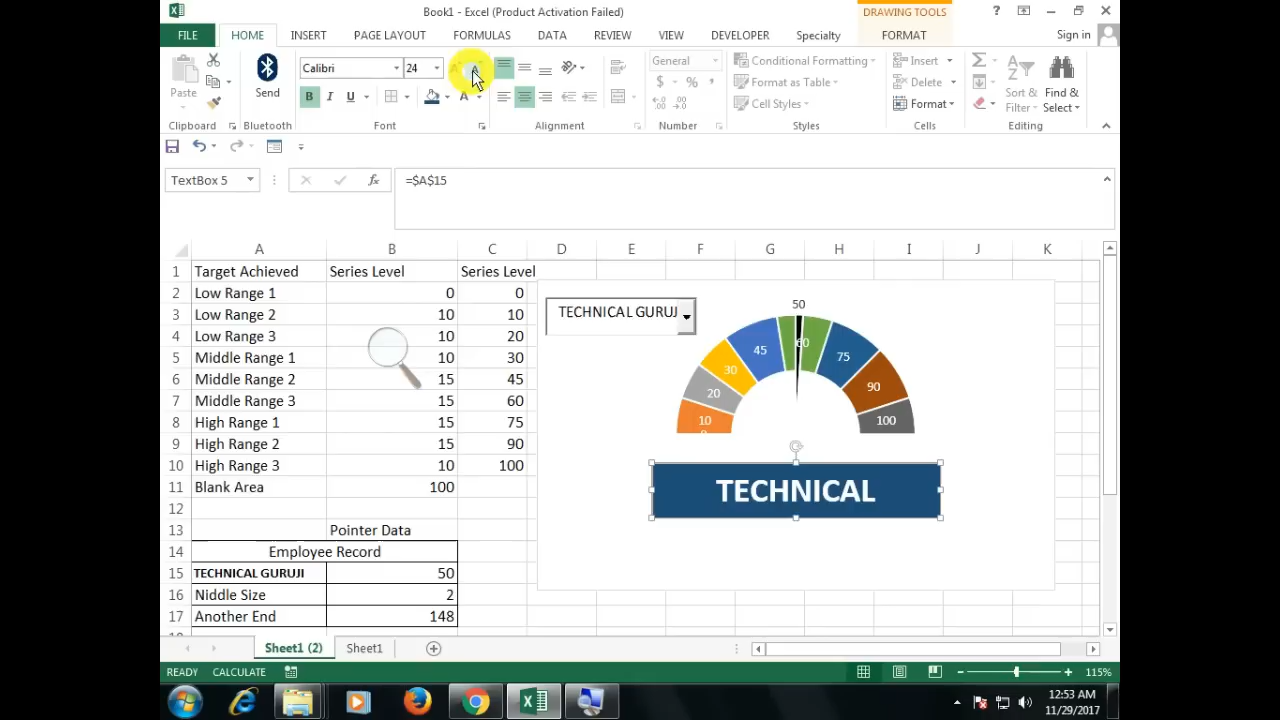 Book1 - Excel (Product Activation Failed)
DRAWING TOOLS
FILE HOME INSERT PAGE LAYOUT FORMULAS DATA REVIEW VIEW DEVELOPER Specialty FORMAT Sign in
Paste
Send
Calibri 24
General
Conditional Formatting
Format as Table
Cell Styles
Insert
Delete
Format
Sort & Filter
Find & Select
Clipboard Bluetooth Font Alignment Number Styles Cells Editing
TextBox 5 fx =$A$15
A B C D E F G H I J K
1 Target Achieved Series Level Series Level
2 Low Range 1 0 0
3 Low Range 2 10 10
4 Low Range 3 10 20
5 Middle Range 1 10 30
6 Middle Range 2 15 45
7 Middle Range 3 15 60
8 High Range 1 15 75
9 High Range 2 15 90
10 High Range 3 10 100
11 Blank Area 100
12
13 Pointer Data
14 Employee Record
15 TECHNICAL GURUJI 50
16 Niddle Size 2
17 Another End 148
TECHNICAL GURUJ
50
10 20 30 45 60 75 90 100
TECHNICAL
Sheet1 (2) Sheet1
READY CALCULATE 115%
12:53 AM
11/29/2017